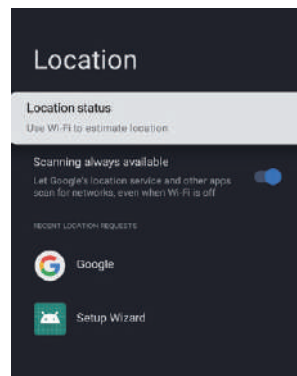 Location
Location status
Use Wi-Fi to estimate location
Scanning always available
Let Google's location service and other apps
scan for networks, even when Wi-Fi is off
RECENT LOCATION REQUESTS
Google
Setup Wizard